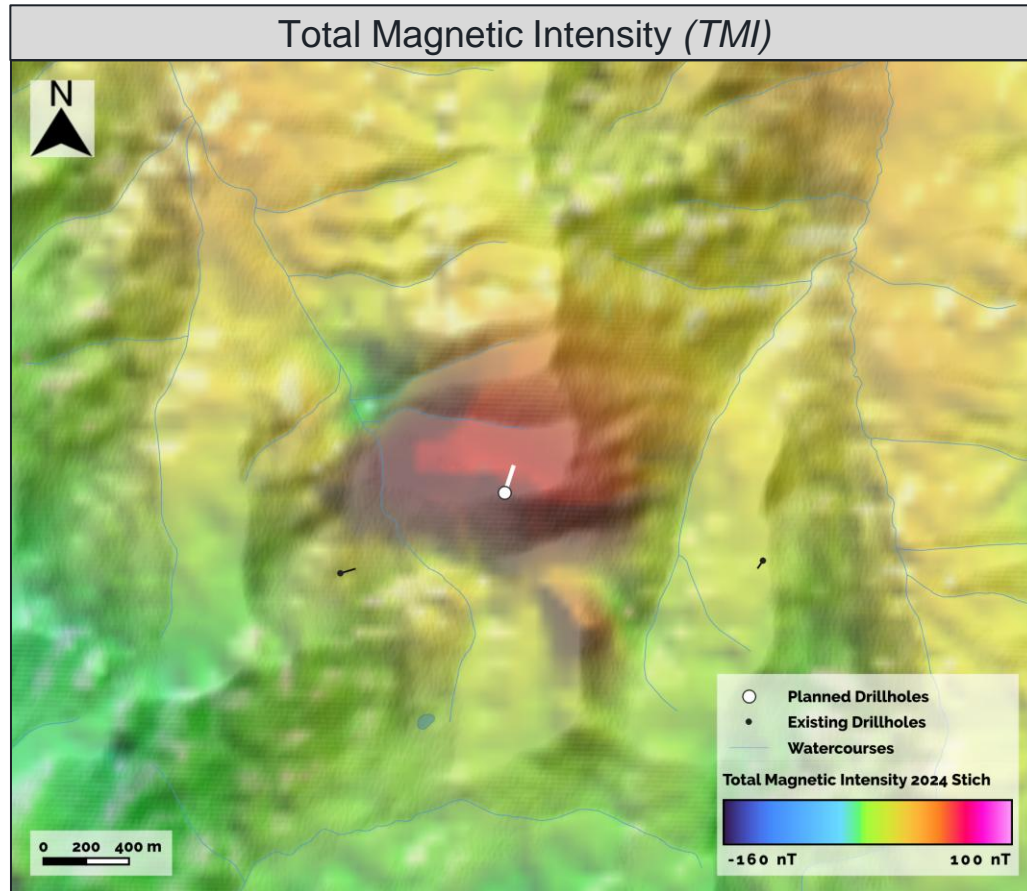 Total Magnetic Intensity (TMI)
N
Planned Drillholes
Existing Drillholes
Watercourses
Total Magnetic Intensity 2024 Stich
-160 nT 100 nT
0 200 400 m